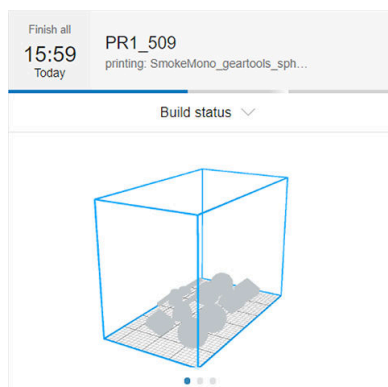 Finish all
15:59
Today
PR1_509
printing: SmokeMono_geartools_sph...
Build status